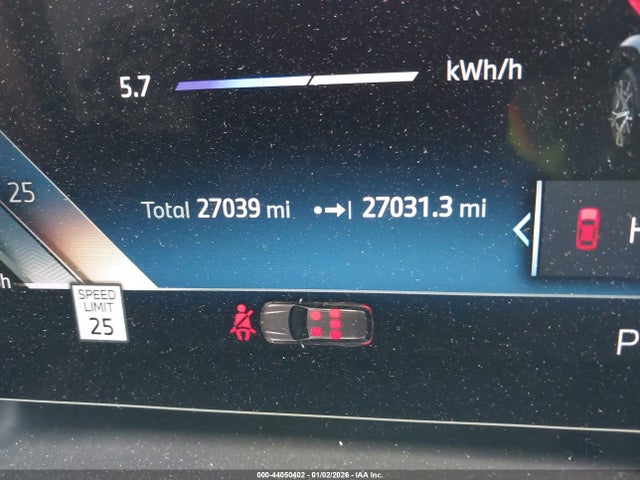 5.7 kWh/h
25
Total 27039 mi 27031.3 mi
H
h
SPEED
LIMIT
25
P
000-44050402 - 01/02/2026 - IAA Inc.